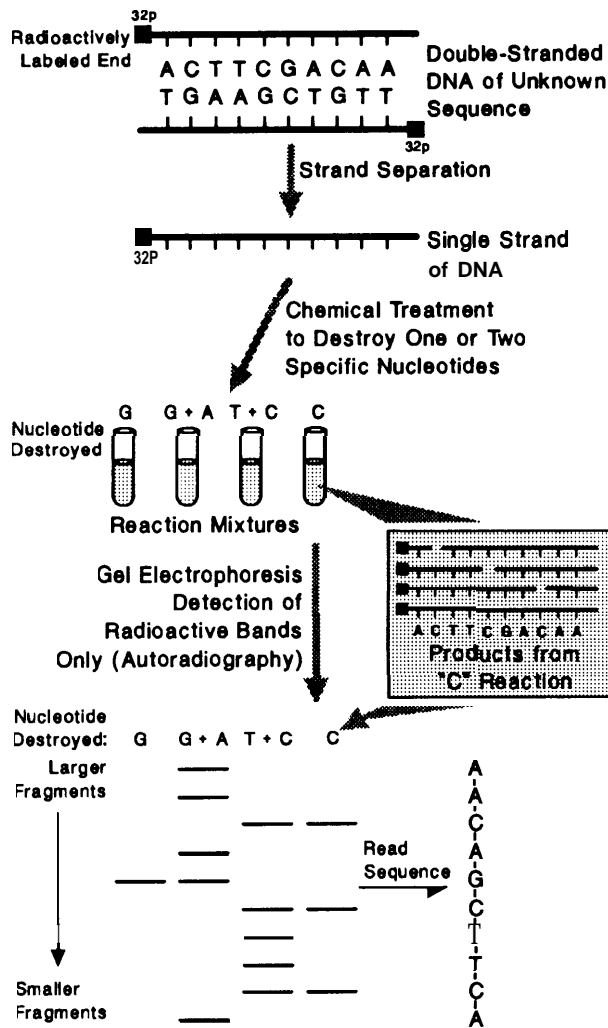 32p
Radioactively
Labeled End
A C T T C G A C A A
T G A A G C T G T T
Double-Stranded
DNA of Unknown
Sequence
32p
Strand Separation
32P
Single Strand
of DNA
Chemical Treatment
to Destroy One or Two
Specific Nucleotides
Nucleotide
Destroyed
G G + A T + C C
Reaction Mixtures
Gel Electrophoresis
Detection of
Radioactive Bands
Only (Autoradiography)
A C T T C G A C A A
Products from
"C" Reaction
Nucleotide
Destroyed: G G + A T + C C
Larger
Fragments
Smaller
Fragments
Read
Sequence
A
A
C
A
G
C
T
T
C
A